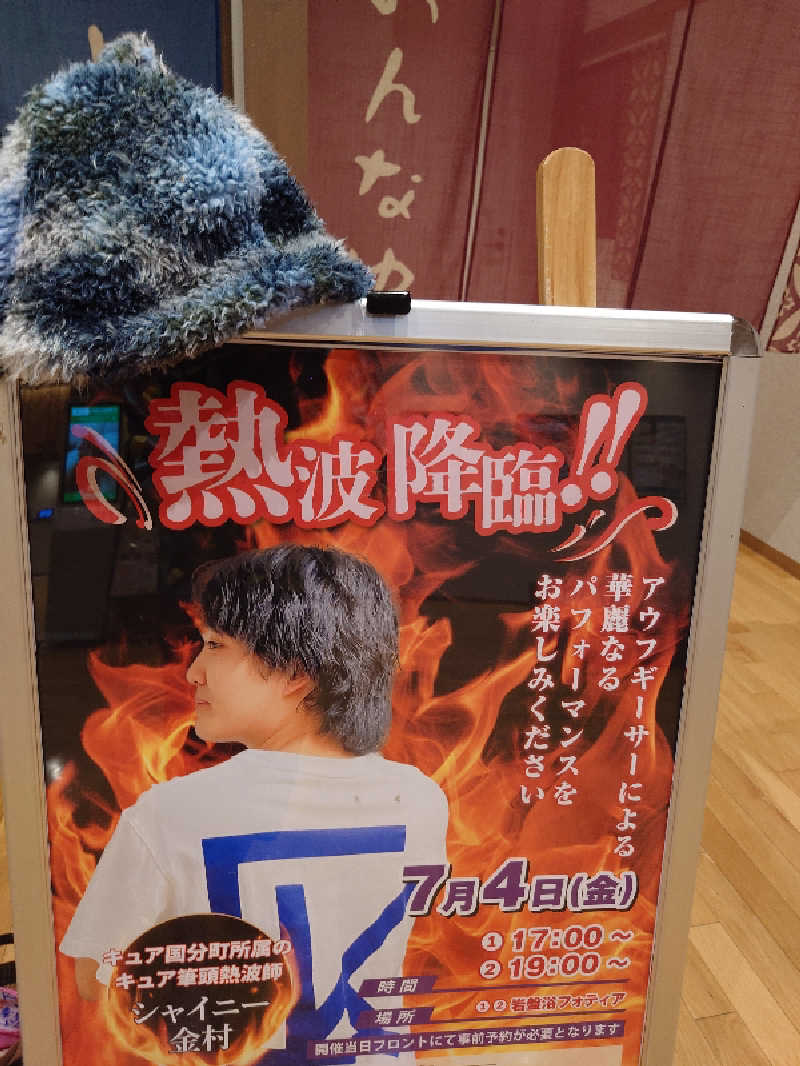 おんなゆ
熱波降臨!!
アウフギーサーによる
華麗なる
パフォーマンスを
お楽しみください
7月4日(金)
① 17:00～
② 19:00～
キュア国分町所属の
キュア筆頭熱波師
シャイニー
金村
時間
場所
①② 岩盤浴フォティア
開催当日フロントにて事前予約が必要となります